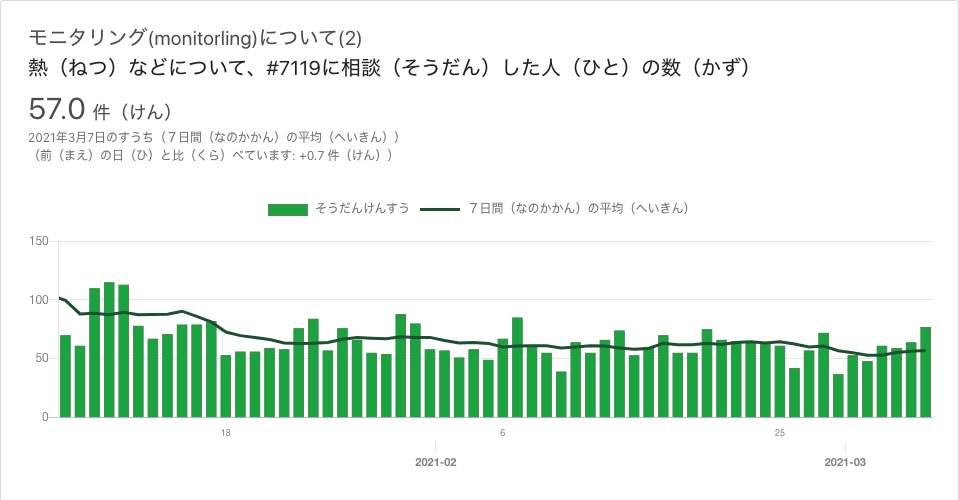 モニタリング(monitorling)について(2)
熱（ねつ）などについて、#7119に相談（そうだん）した人（ひと）の数（かず）
57.0 件（けん）
2021年3月7日のすうち（７日間（なのかかん）の平均（へいきん））
（前（まえ）の日（ひ）と比（くら）べています: +0.7 件（けん））
そうだんけんすう ７日間（なのかかん）の平均（へいきん）
150
100
50
0
18 6 25
2021-02 2021-03